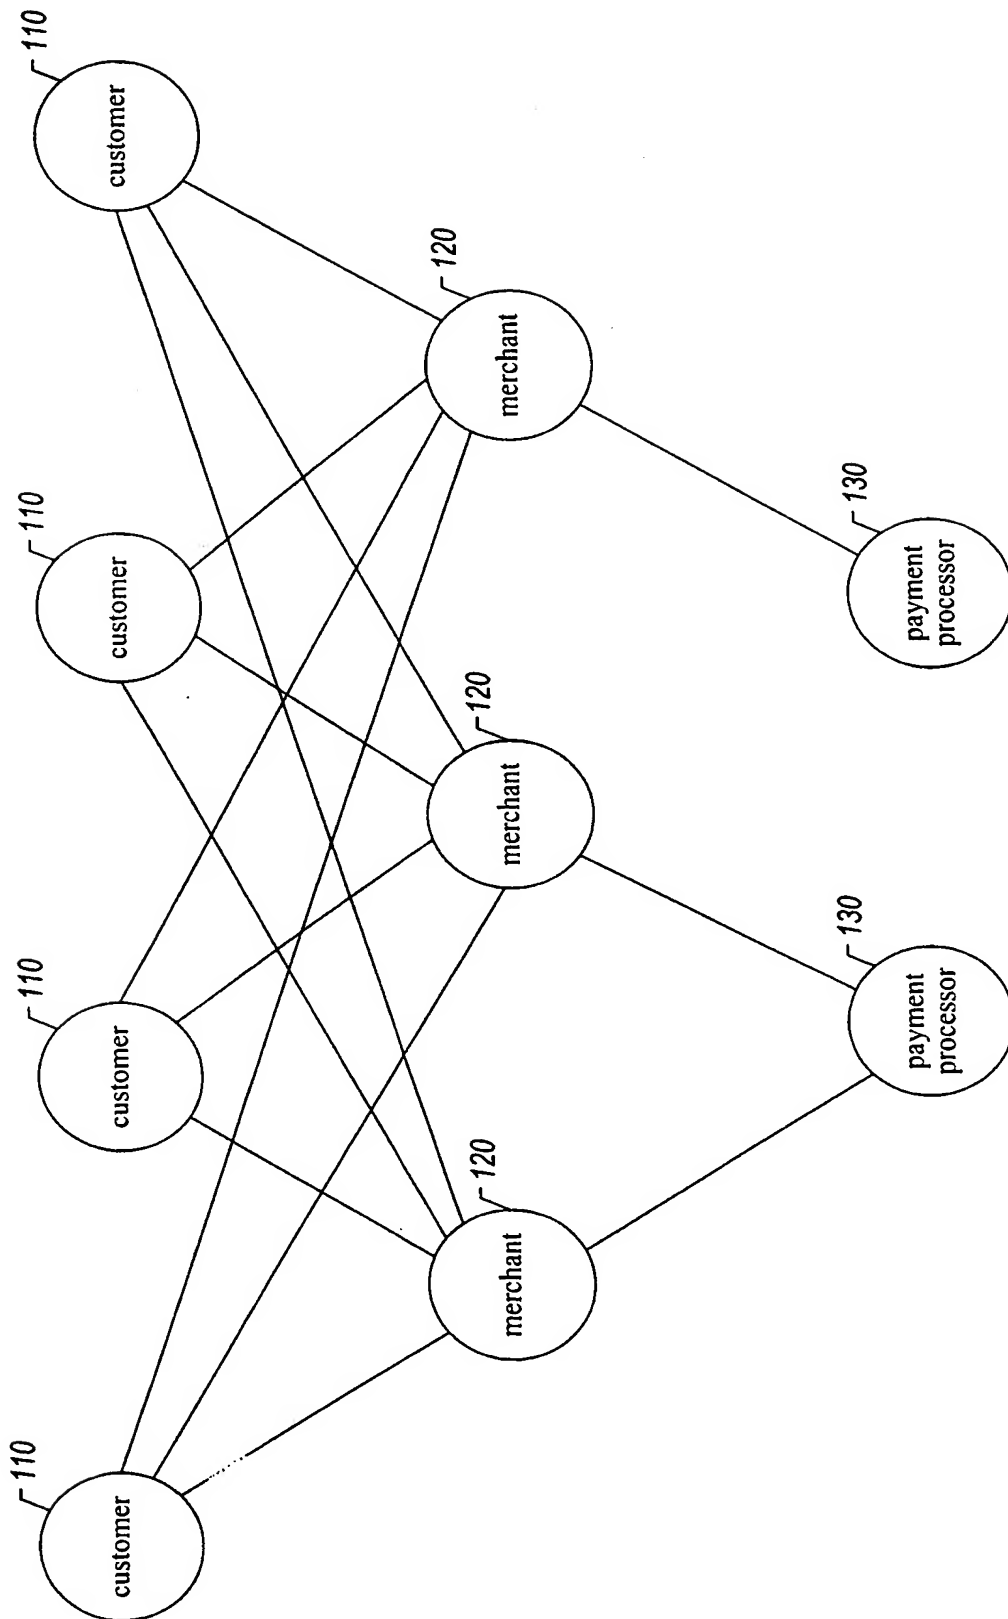 110
customer
110
customer
110
customer
110
customer
120
merchant
120
merchant
120
merchant
130
payment
processor
130
payment
processor